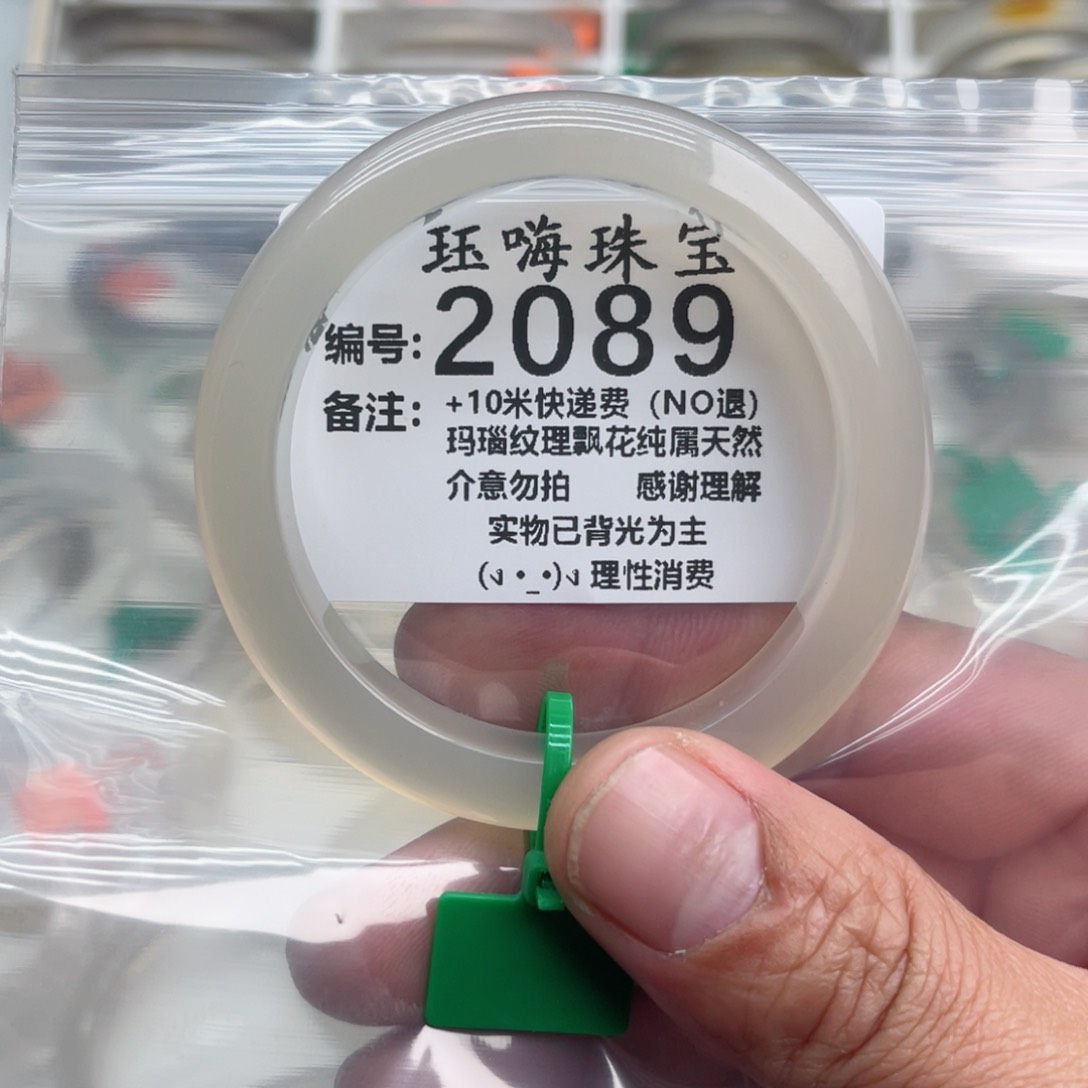 珏嗨珠宝
编号:2089
备注:+10米快递费(NO退)
玛瑙纹理飘花纯属天然
介意勿拍 感谢理解
实物已背光为主
(ง •_•)ง 理性消费